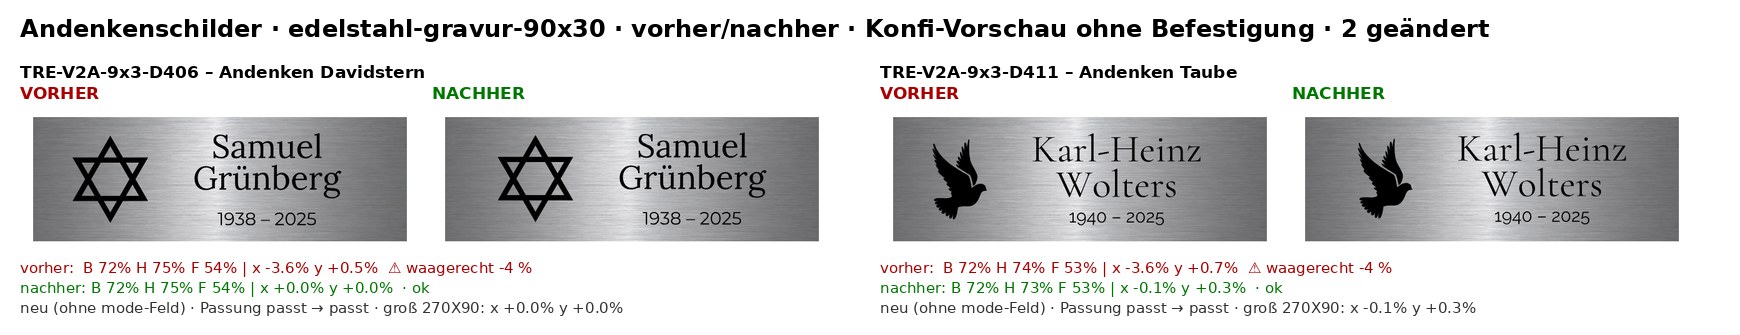 Andenkenschilder · edelstahl-gravur-90x30 · vorher/nachher · Konfi-Vorschau ohne Befestigung · 2 geändert
TRE-V2A-9x3-D406 – Andenken Davidstern
VORHER
NACHHER
Samuel
Grünberg
1938 – 2025
Samuel
Grünberg
1938 – 2025
vorher:  B 72% H 75% F 54% | x -3.6% y +0.5%  ⚠ waagerecht -4 %
nachher: B 72% H 75% F 54% | x +0.0% y +0.0%  · ok
neu (ohne mode-Feld) · Passung passt → passt · groß 270X90: x +0.0% y +0.0%
TRE-V2A-9x3-D411 – Andenken Taube
VORHER
NACHHER
Karl-Heinz
Wolters
1940 – 2025
Karl-Heinz
Wolters
1940 – 2025
vorher:  B 72% H 74% F 53% | x -3.6% y +0.7%  ⚠ waagerecht -4 %
nachher: B 72% H 73% F 53% | x -0.1% y +0.3%  · ok
neu (ohne mode-Feld) · Passung passt → passt · groß 270X90: x -0.1% y +0.3%